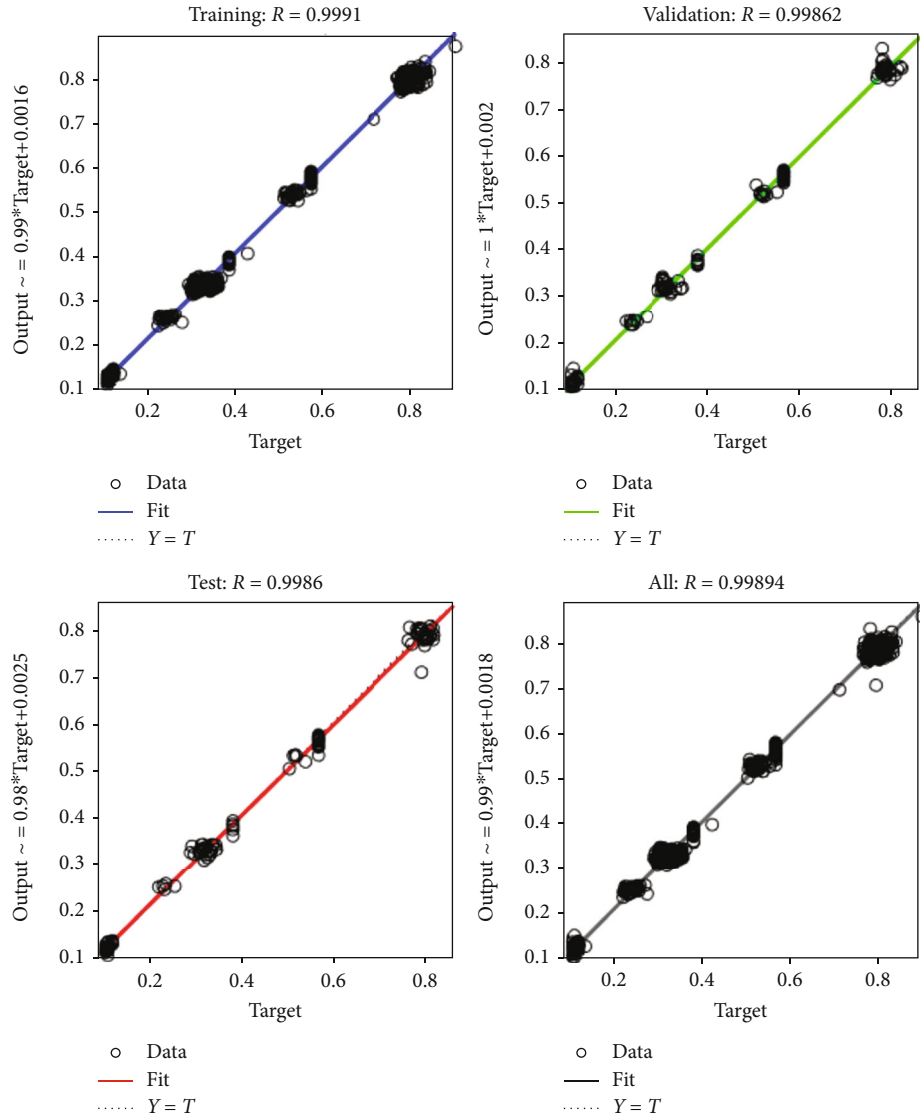 Training: R = 0.9991
Output ~ = 0.99*Target+0.0016
0.8
0.7
0.6
0.5
0.4
0.3
0.2
0.1
0.2
0.4
0.6
0.8
Target
Data
Fit
Y = T
Validation: R = 0.99862
Output ~ = 1*Target+0.002
0.8
0.7
0.6
0.5
0.4
0.3
0.2
0.1
0.2
0.4
0.6
0.8
Target
Data
Fit
Y = T
Test: R = 0.9986
Output ~ = 0.98*Target+0.0025
0.8
0.7
0.6
0.5
0.4
0.3
0.2
0.1
0.2
0.4
0.6
0.8
Target
Data
Fit
Y = T
All: R = 0.99894
Output ~ = 0.99*Target+0.0018
0.8
0.7
0.6
0.5
0.4
0.3
0.2
0.1
0.2
0.4
0.6
0.8
Target
Data
Fit
Y = T